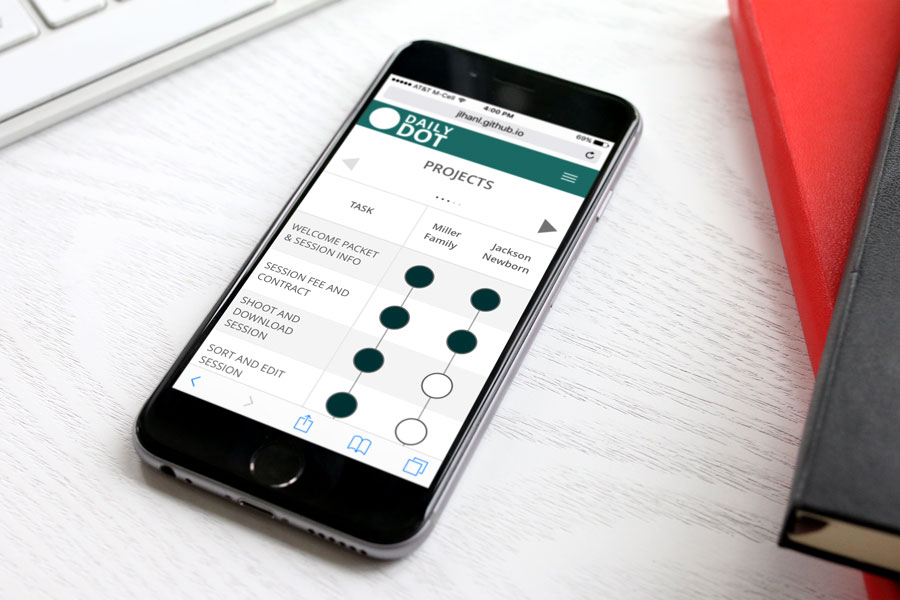 AT&T M-Cell
4:00 PM
69%
jlhanl.github.io
DAILY
DOT
PROJECTS
TASK
Miller
Family
Jackson
Newborn
WELCOME PACKET
& SESSION INFO
SESSION FEE AND
CONTRACT
SHOOT AND
DOWNLOAD
SESSION
SORT AND EDIT
SESSION